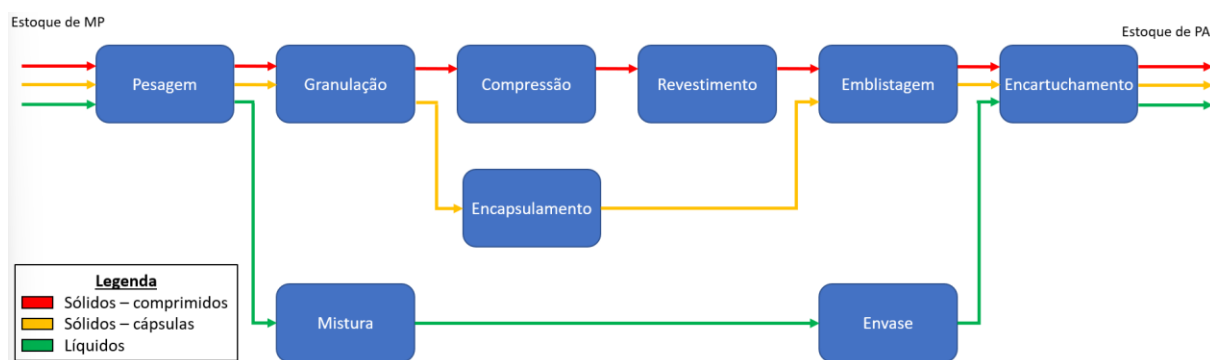 Estoque de MP
Estoque de PA
Pesagem
Granulação
Compressão
Revestimento
Emblistagem
Encartuchamento
Encapsulamento
Legenda
Sólidos – comprimidos
Sólidos – cápsulas
Líquidos
Mistura
Envase